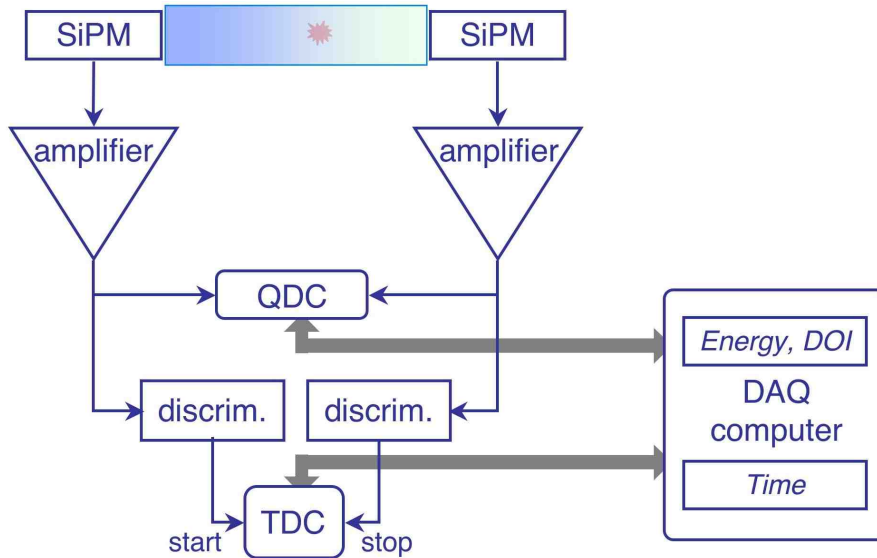 SiPM
SiPM
amplifier
amplifier
QDC
Energy, DOI
DAQ
computer
discrim.
discrim.
Time
TDC
start
stop